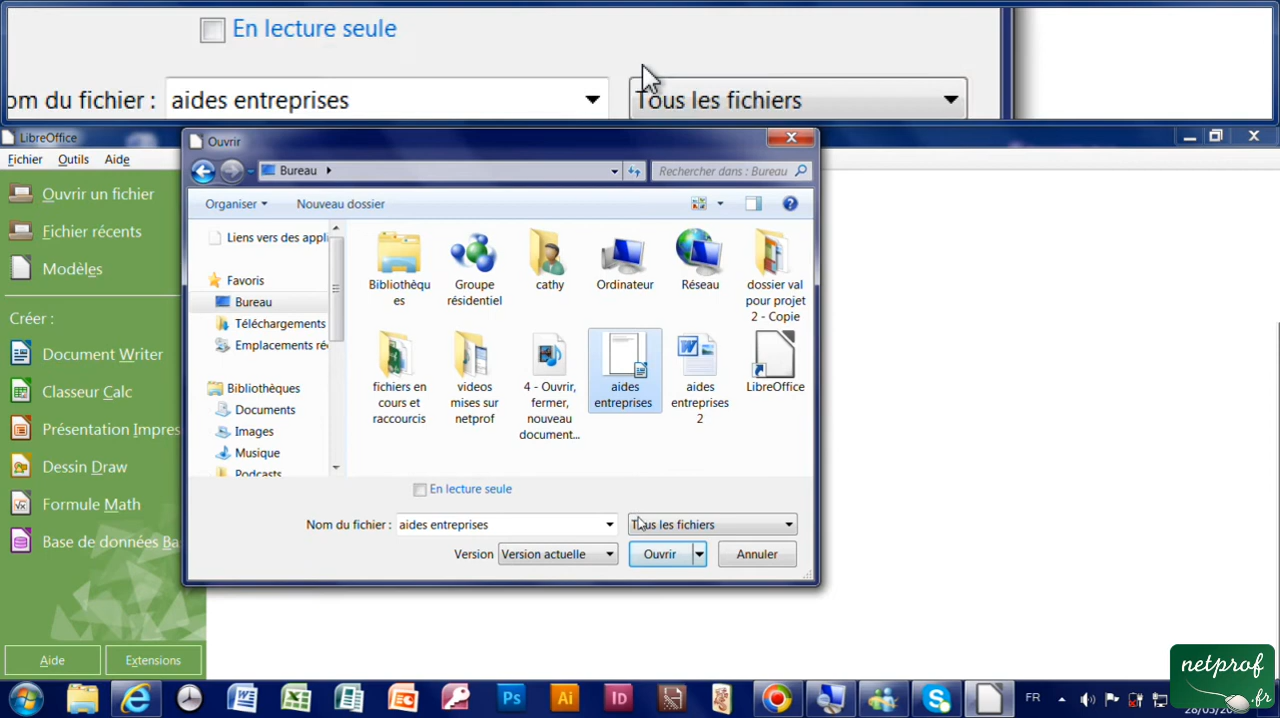 En lecture seule
om du fichier :
aides entreprises
Tous les fichiers
LibreOffice
Fichier
Outils
Aide
Ouvrir un fichier
Fichier récents
Modèles
Créer :
Document Writer
Classeur Calc
Présentation Impres
Dessin Draw
Formule Math
Base de données Ba
Aide
Extensions
Ouvrir
Bureau
Rechercher dans : Bureau
Organiser
Nouveau dossier
Liens vers des appl
Favoris
Bureau
Téléchargements
Emplacements ré
Bibliothèques
Documents
Images
Musique
Podcasts
Bibliothèqu
es
Groupe
résidentiel
cathy
Ordinateur
Réseau
dossier val
pour projet
2 - Copie
fichiers en
cours et
raccourcis
videos
mises sur
netprof
4 - Ouvrir,
fermer,
nouveau
document...
aides
entreprises
aides
entreprises
2
LibreOffice
En lecture seule
Nom du fichier :
aides entreprises
Tous les fichiers
Version
Version actuelle
Ouvrir
Annuler
Ps
Ai
Id
FR
netprof
.fr